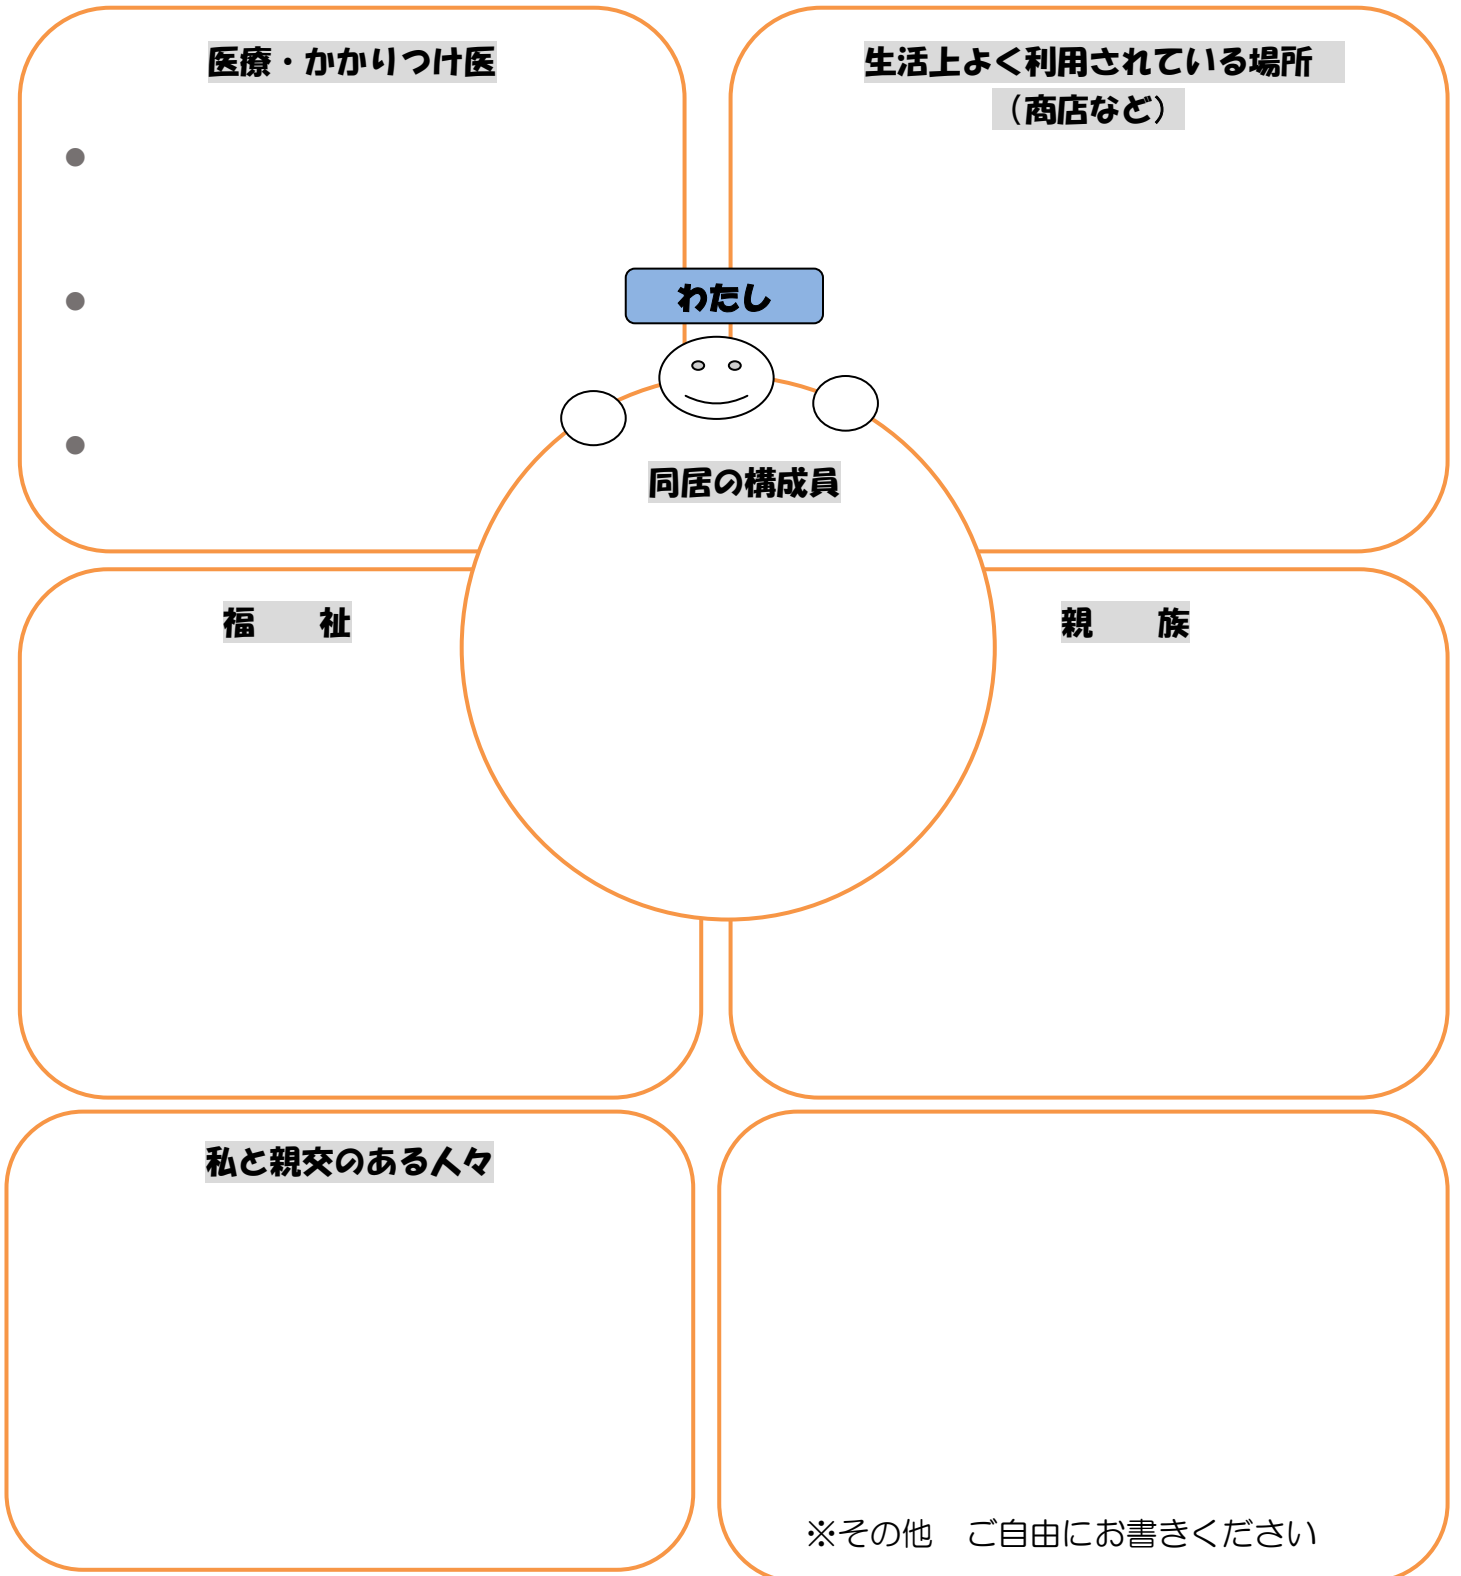 医療・かかりつけ医
●
●
●
生活上よく利用されている場所
（商店など）
わたし
同居の構成員
福　　祉
親　　族
私と親交のある人々
※その他　ご自由にお書きください